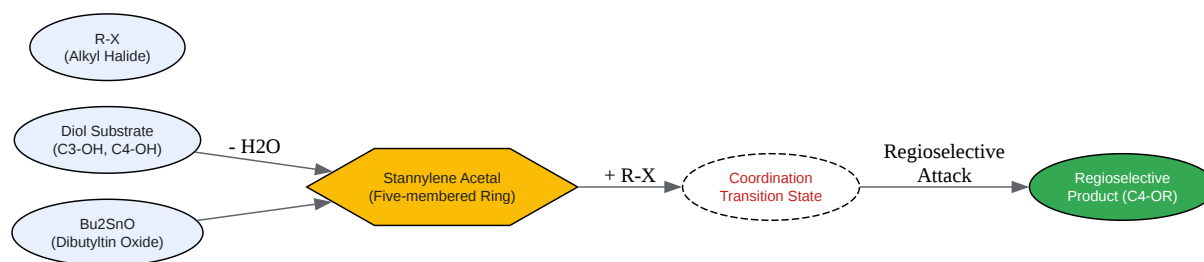 R-X
(Alkyl Halide)
Diol Substrate
(C3-OH, C4-OH)
Bu2SnO
(Dibutyltin Oxide)
- H2O
Stannylene Acetal
(Five-membered Ring)
+ R-X
Coordination
Transition State
Regioselective
Attack
Regioselective
Product (C4-OR)